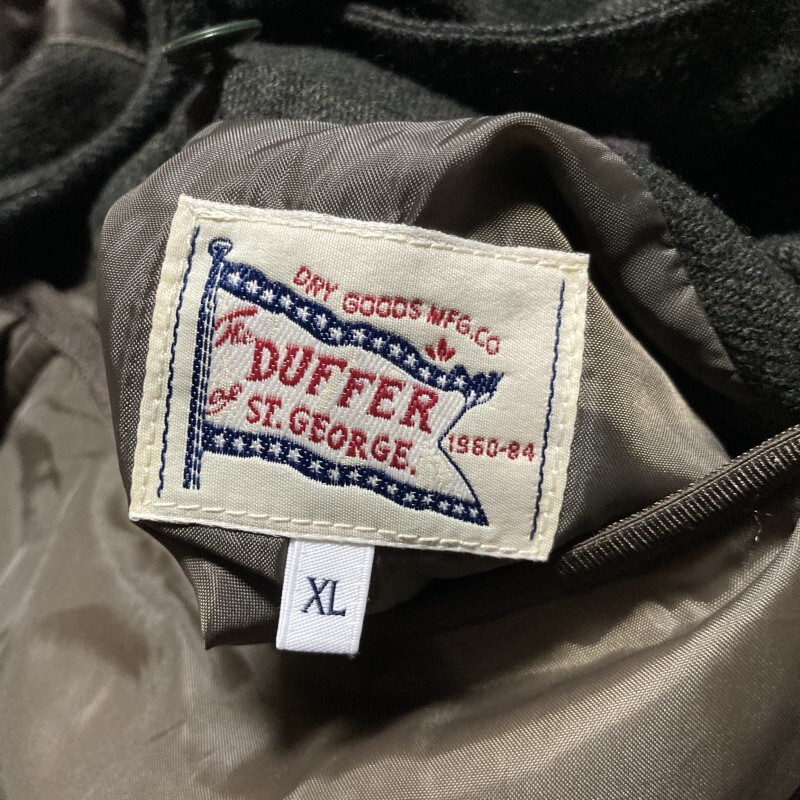 DRY GOODS MFG.CO
The
DUFFER
of ST. GEORGE.
1960-84
XL